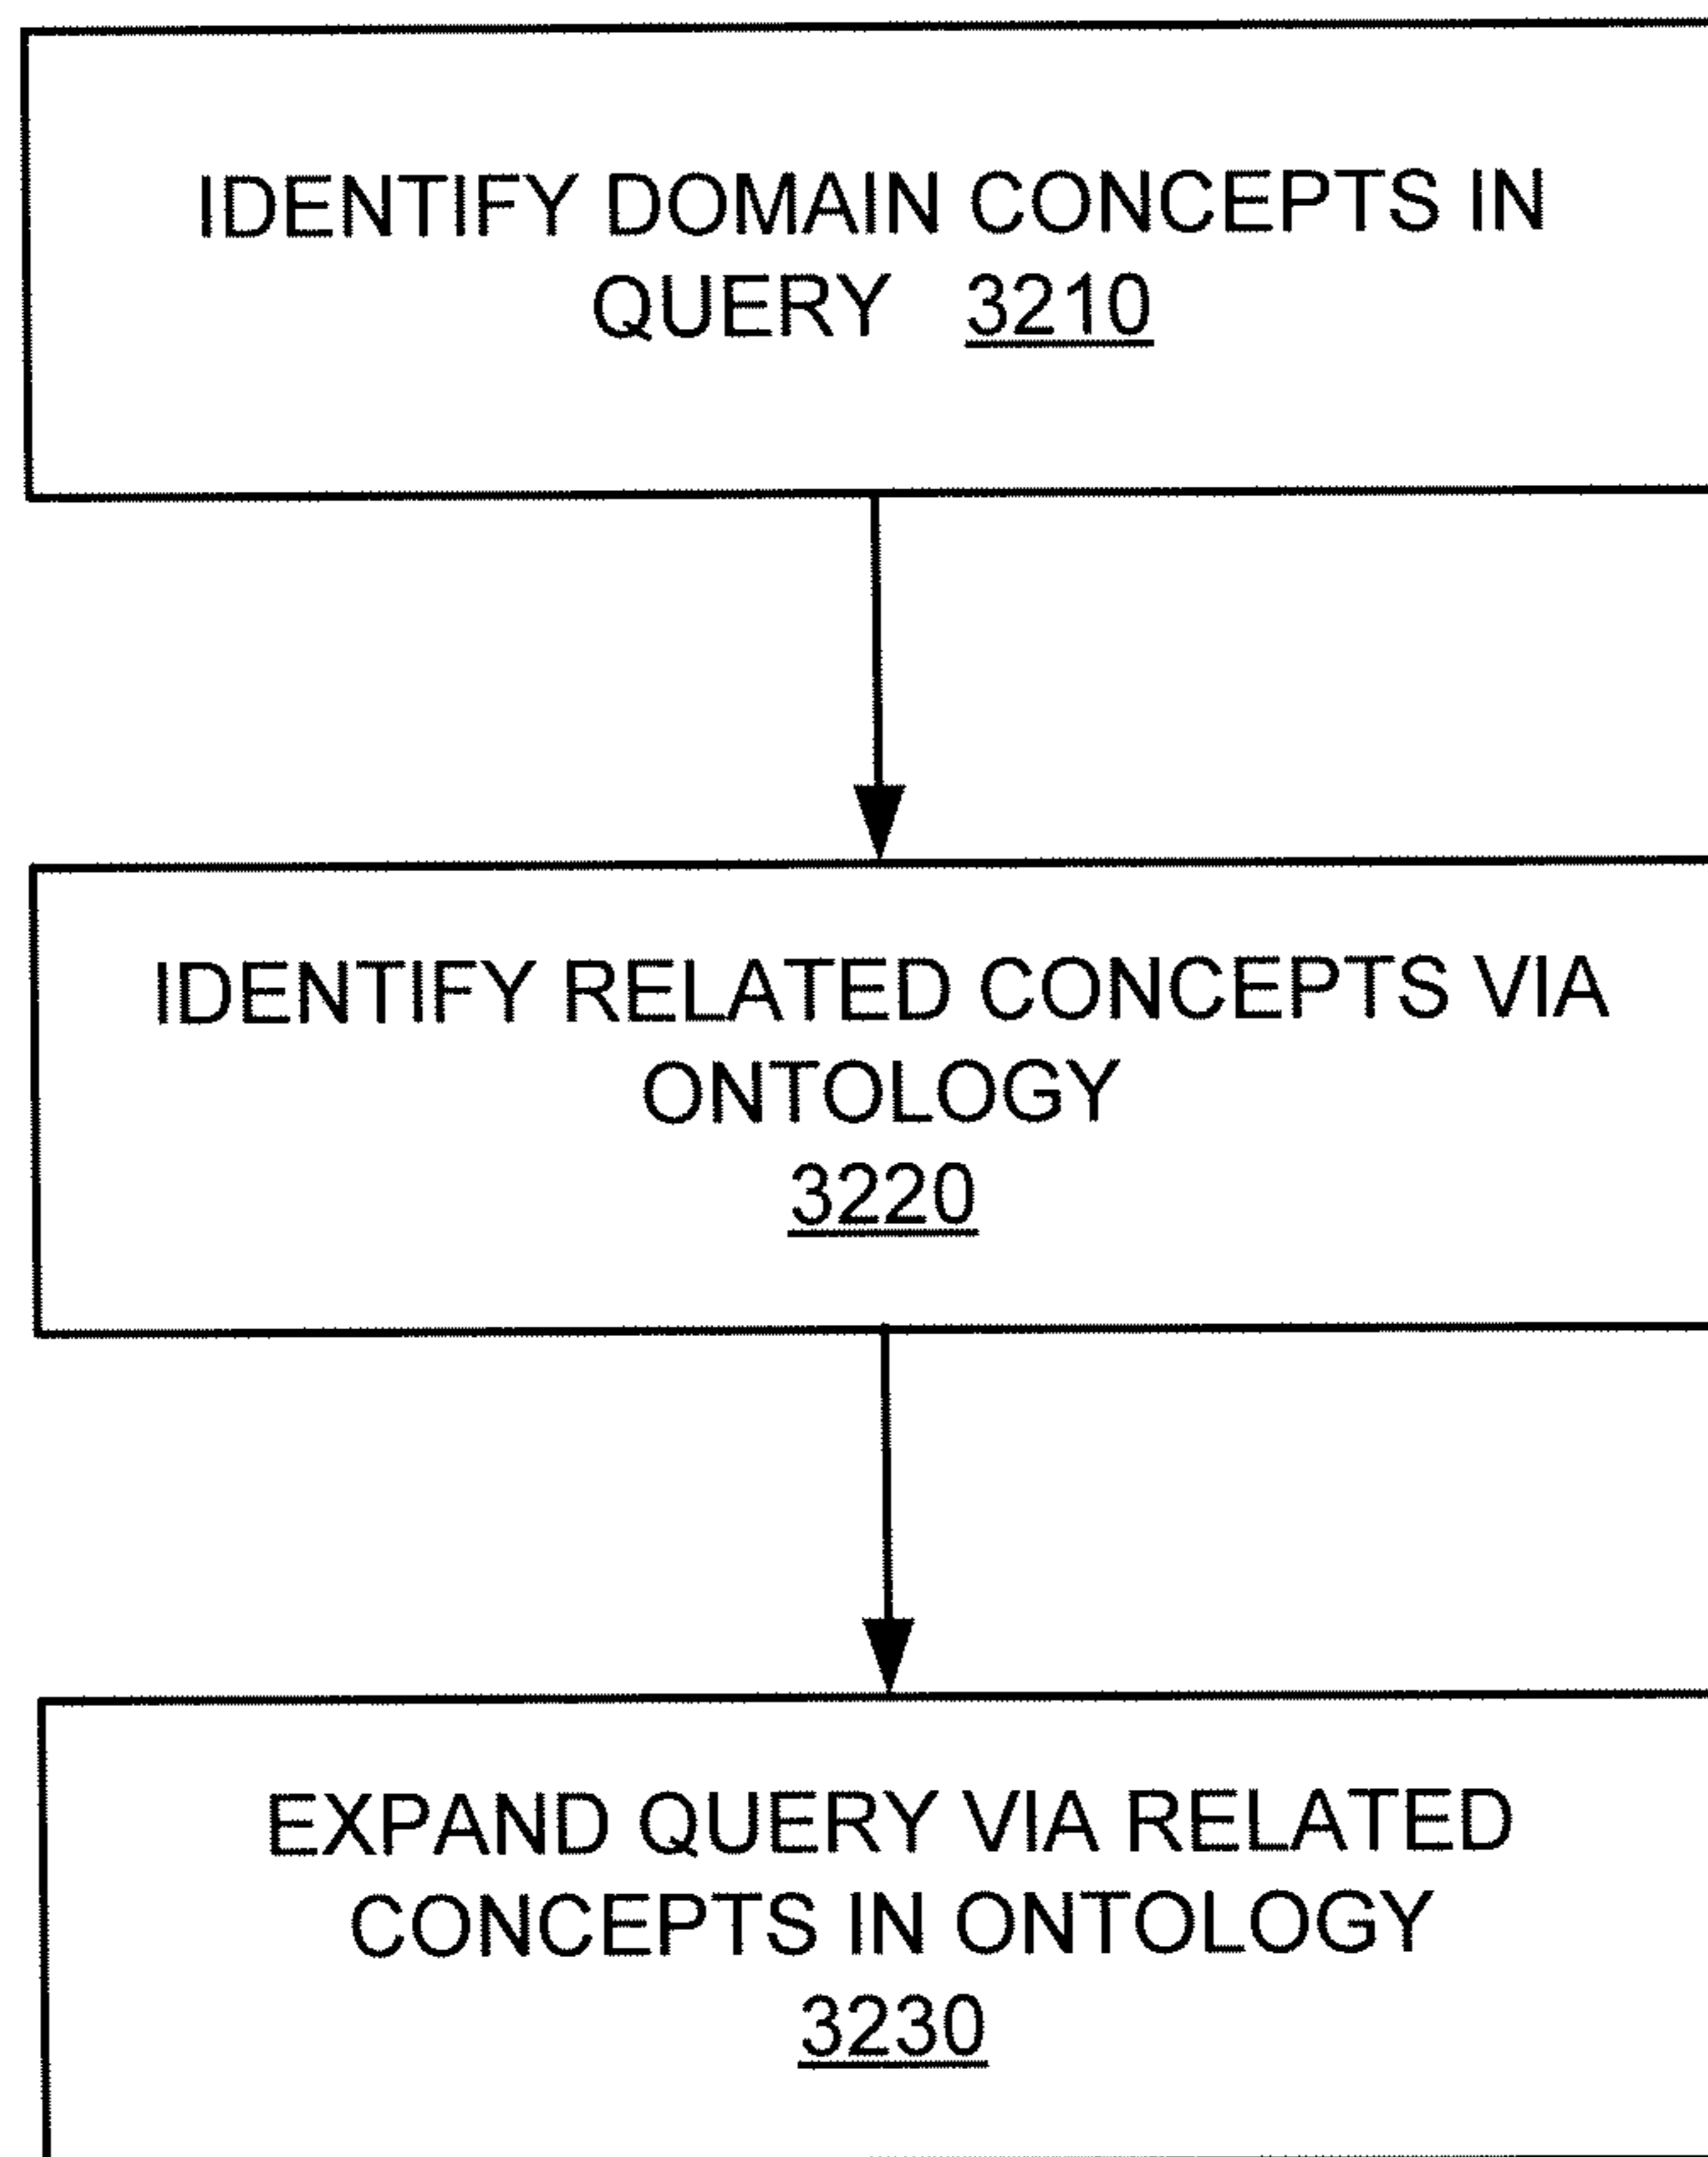 IDENTIFY DOMAIN CONCEPTS IN
QUERY 3210
IDENTIFY RELATED CONCEPTS VIA
ONTOLOGY
3220
EXPAND QUERY VIA RELATED
CONCEPTS IN ONTOLOGY
3230